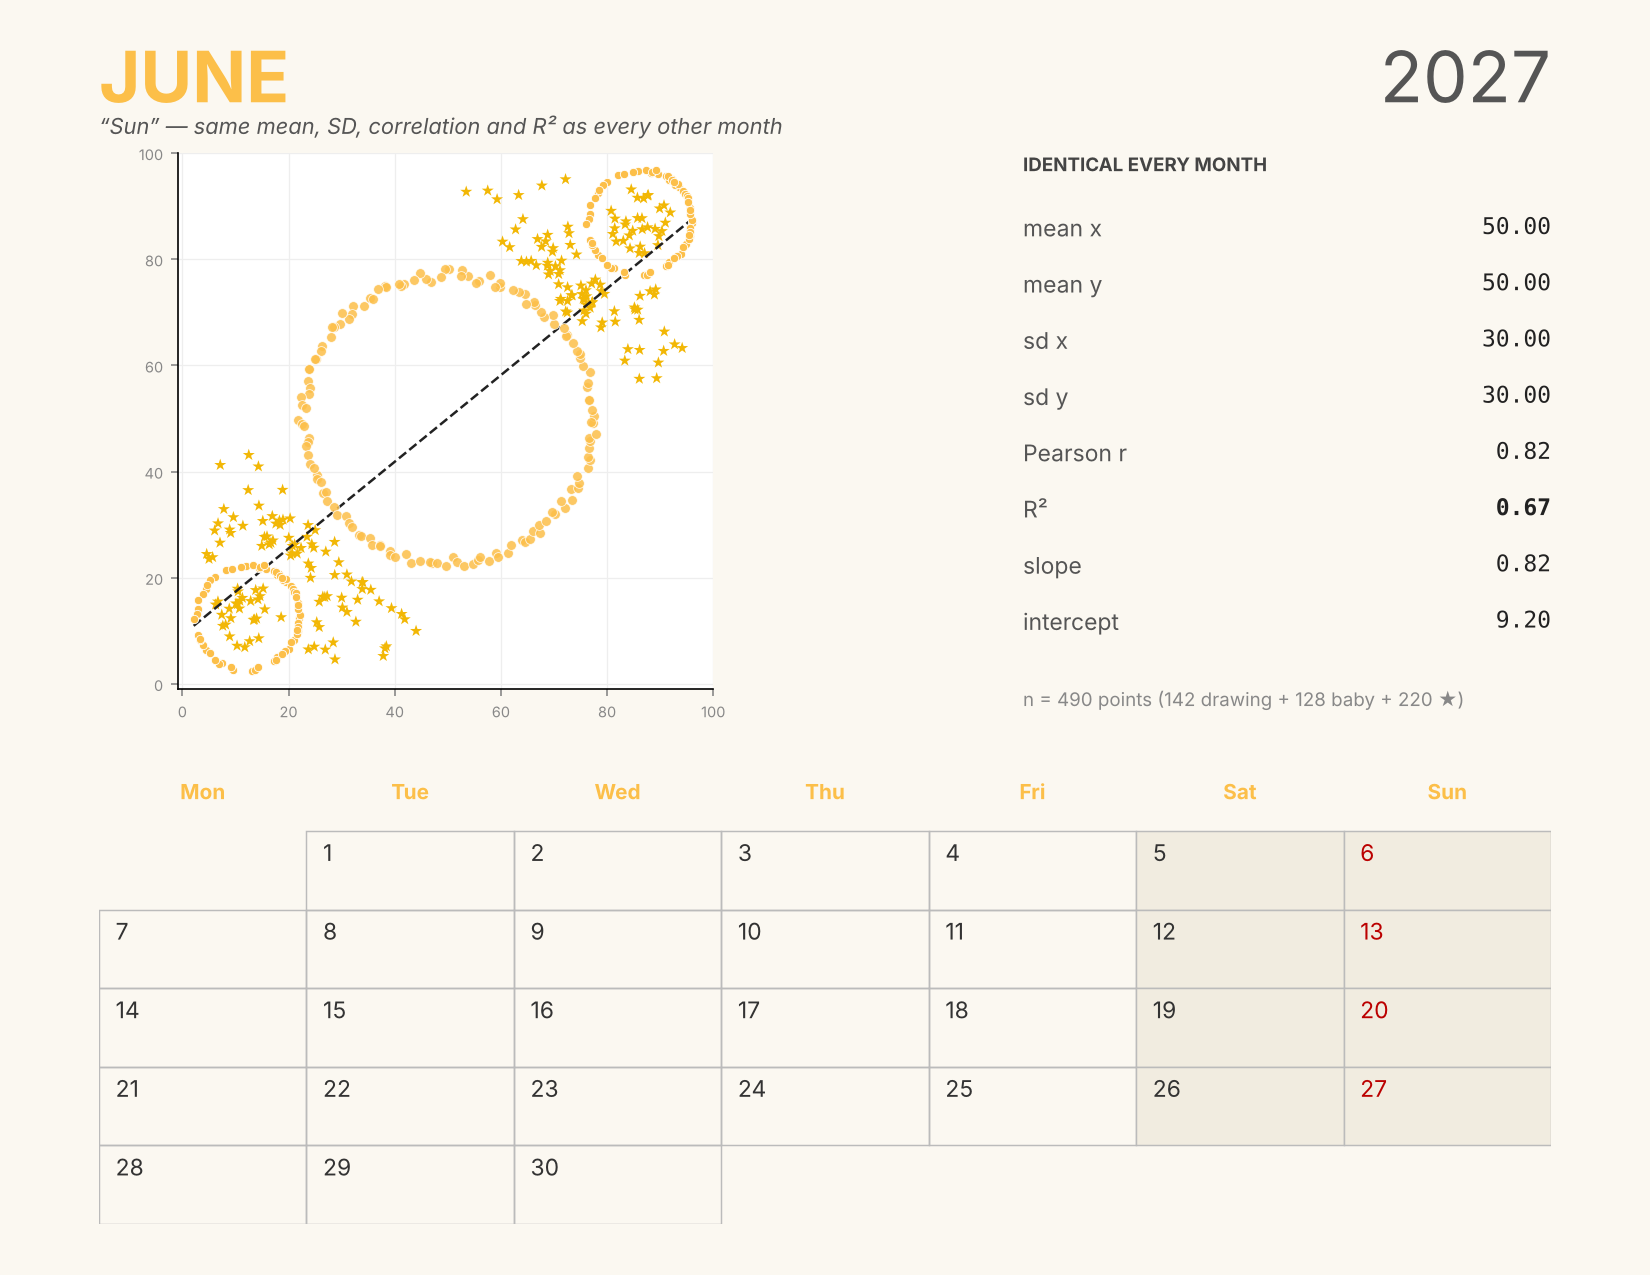 JUNE 2027
“Sun” — same mean, SD, correlation and R² as every other month
100
80
60
40
20
0
0 20 40 60 80 100
IDENTICAL EVERY MONTH
mean x 50.00
mean y 50.00
sd x 30.00
sd y 30.00
Pearson r 0.82
R² 0.67
slope 0.82
intercept 9.20
n = 490 points (142 drawing + 128 baby + 220 ★)
Mon Tue Wed Thu Fri Sat Sun
1 2 3 4 5 6
7 8 9 10 11 12 13
14 15 16 17 18 19 20
21 22 23 24 25 26 27
28 29 30